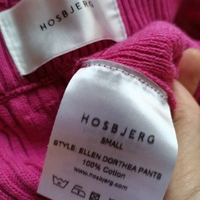 HOSBJERG
HOSBJERG
SMALL
STYLE: ELLEN DORTHEA PANTS
100% Cotton
www.hosbjerg.com